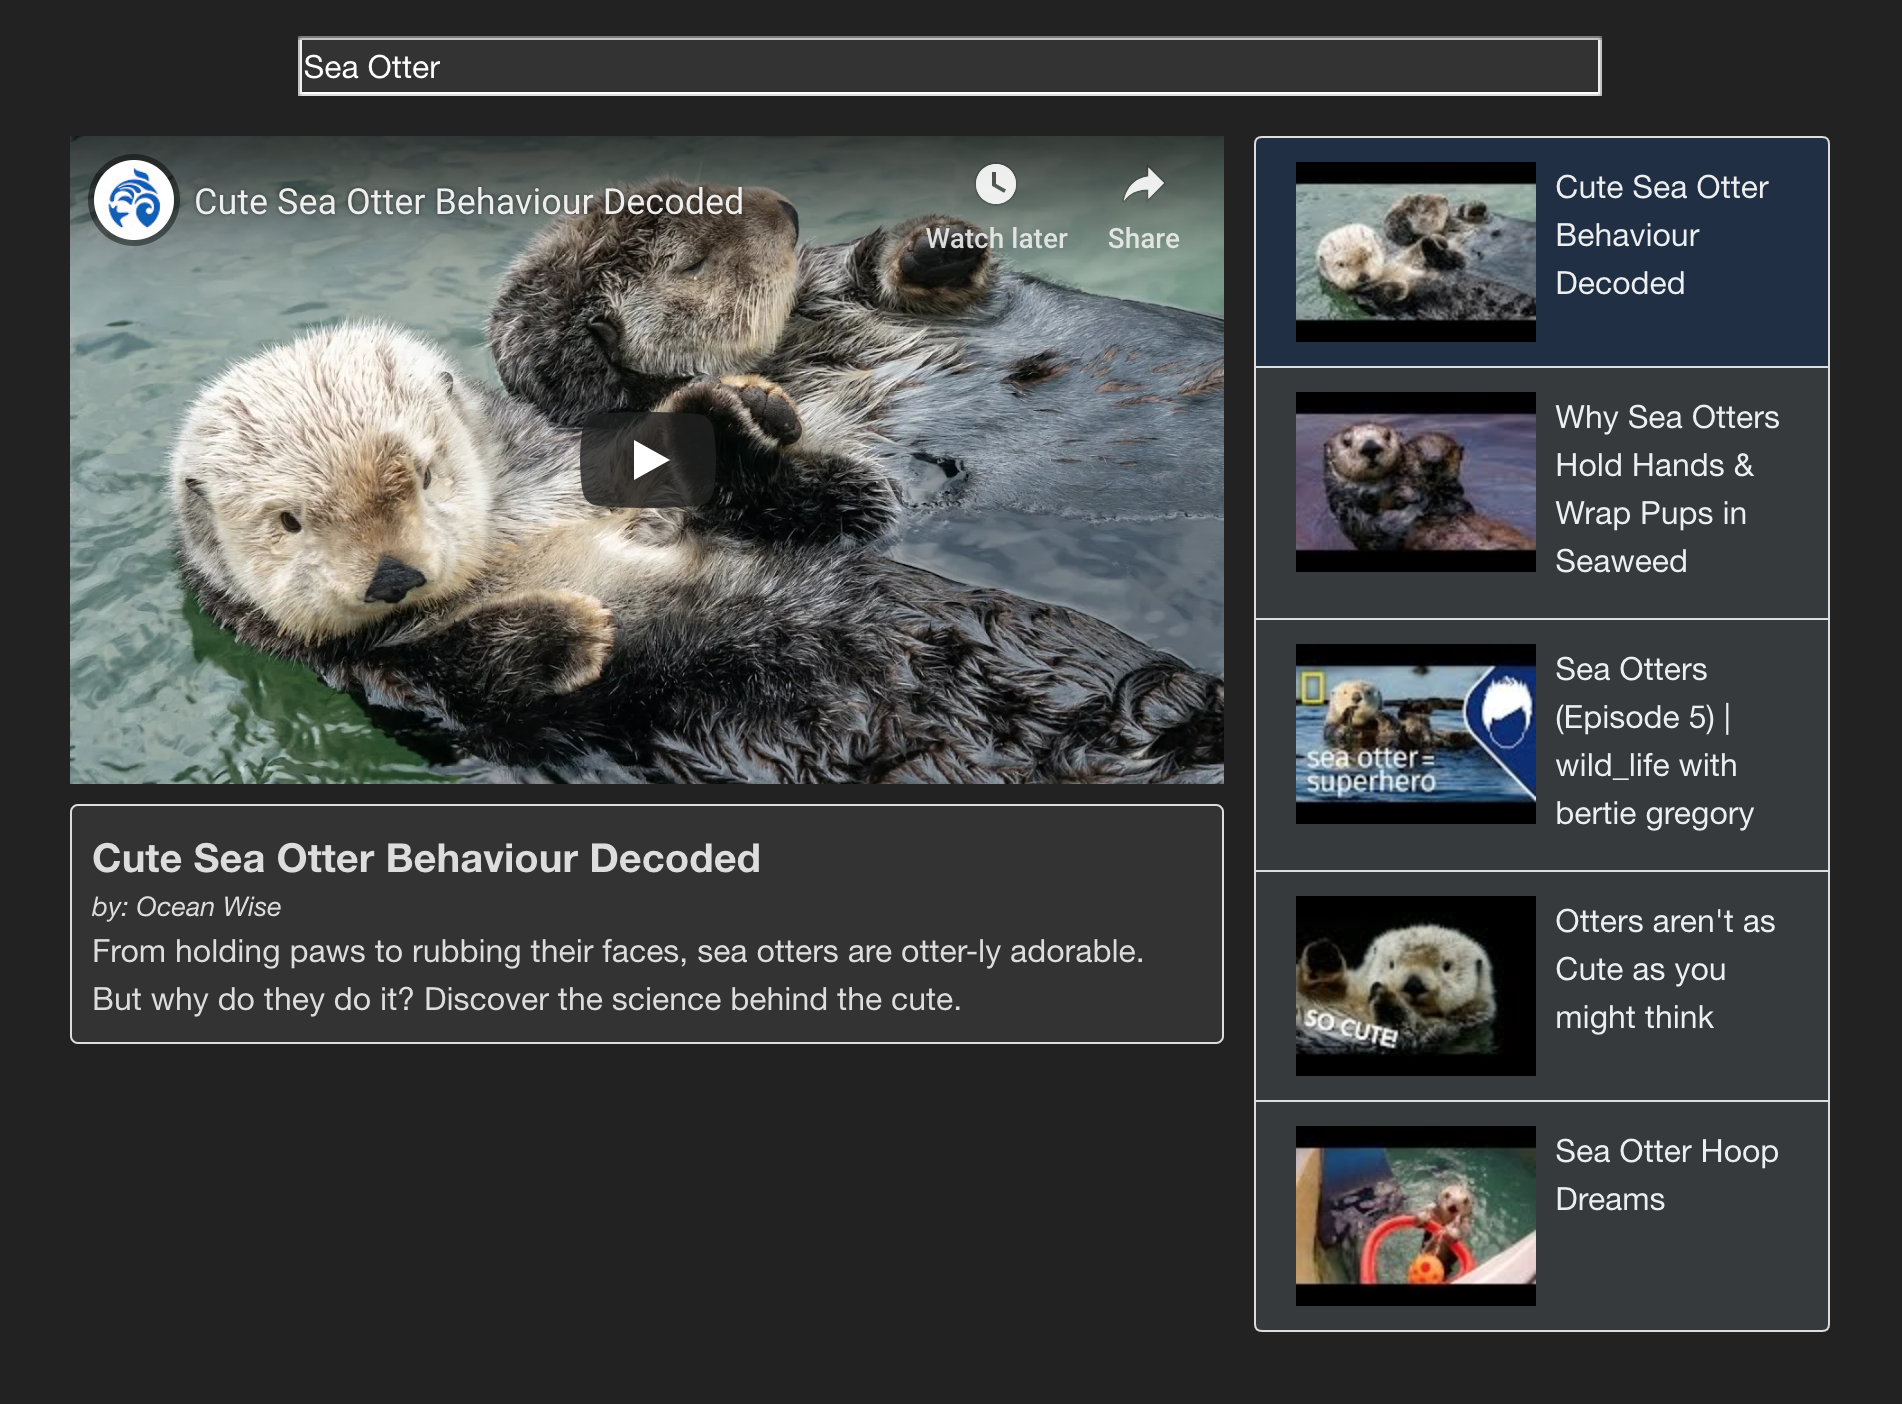 Sea Otter
Cute Sea Otter Behaviour Decoded
Watch later
Share
Cute Sea Otter Behaviour Decoded
by: Ocean Wise
From holding paws to rubbing their faces, sea otters are otter-ly adorable.
But why do they do it? Discover the science behind the cute.
Cute Sea Otter
Behaviour
Decoded
Why Sea Otters
Hold Hands &
Wrap Pups in
Seaweed
sea otter=
superhero
Sea Otters
(Episode 5) |
wild_life with
bertie gregory
SO CUTE!
Otters aren't as
Cute as you
might think
Sea Otter Hoop
Dreams